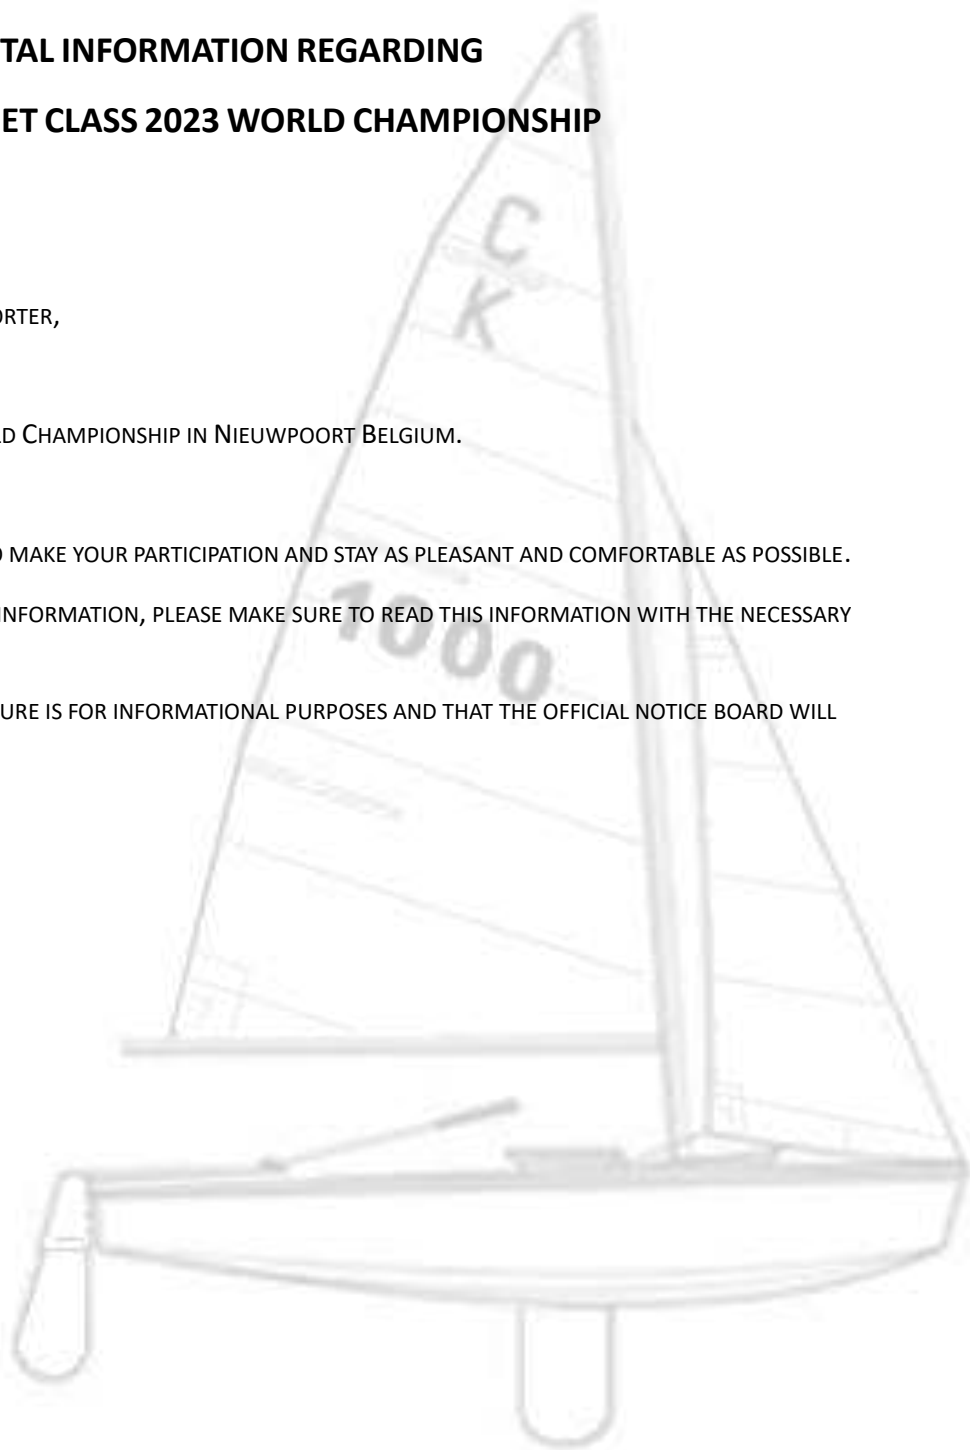 TAL INFORMATION REGARDING
ET CLASS 2023 WORLD CHAMPIONSHIP
C
K
ORTER,
LD CHAMPIONSHIP IN NIEUWPOORT BELGIUM.
O MAKE YOUR PARTICIPATION AND STAY AS PLEASANT AND COMFORTABLE AS POSSIBLE.
INFORMATION, PLEASE MAKE SURE TO READ THIS INFORMATION WITH THE NECESSARY
1000
URE IS FOR INFORMATIONAL PURPOSES AND THAT THE OFFICIAL NOTICE BOARD WILL